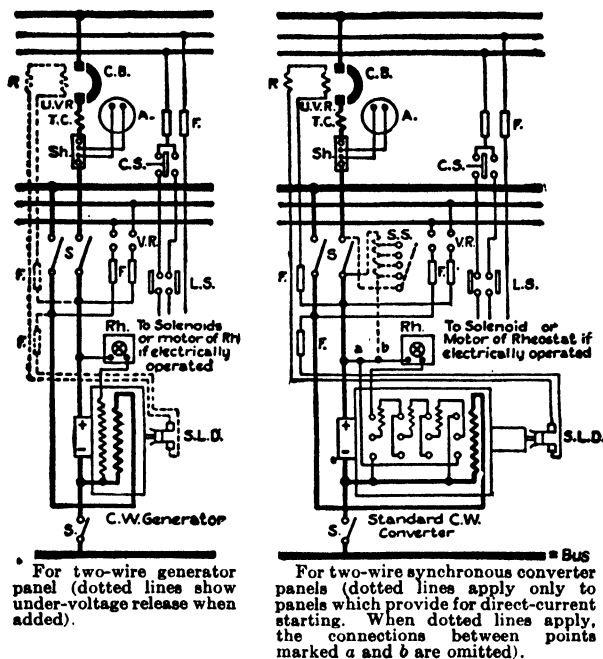 R
C.B.
U.V.R.
T.C.
A.
F.
Sh.
C.S.
S
V.R.
F.
F.
L.S.
To Solenoids
or motor of Rh
if electrically
operated
F.
Rh.
+
-
S.L.D.
S.
C.W. Generator
For two-wire generator
panel (dotted lines show
under-voltage release when
added).
R
C.B.
U.V.R.
T.C.
A.
F.
Sh.
C.S.
S
S.S.
V.R.
F.
F.
L.S.
To Solenoid or
Motor of Rheostat if
electrically operated
F.
a
b
Rh.
+
-
S.L.D.
S.
Standard C.W.
Converter
* Bus
For two-wire synchronous converter
panels (dotted lines apply only to
panels which provide for direct-current
starting. When dotted lines apply,
the connections between points
marked a and b are omitted).